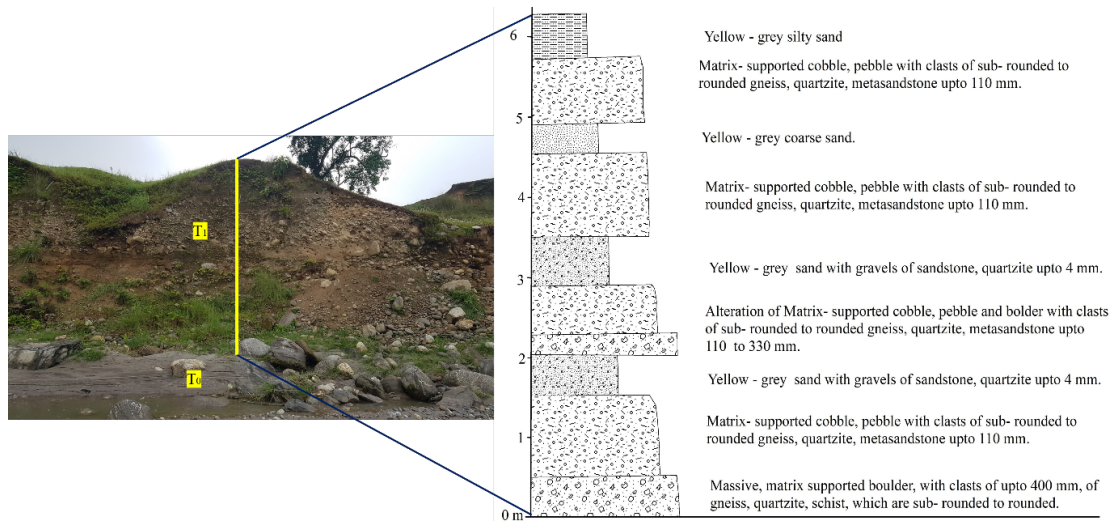 6
Yellow - grey silty sand
Matrix- supported cobble, pebble with clasts of sub- rounded to
rounded gneiss, quartzite, metasandstone upto 110 mm.
5
Yellow - grey coarse sand.
4
Matrix- supported cobble, pebble with clasts of sub- rounded to
rounded gneiss, quartzite, metasandstone upto 110 mm.
T1
3
Yellow - grey sand with gravels of sandstone, quartzite upto 4 mm.
Alteration of Matrix- supported cobble, pebble and bolder with clasts
of sub- rounded to rounded gneiss, quartzite, metasandstone upto
110 to 330 mm.
2
T0
Yellow - grey sand with gravels of sandstone, quartzite upto 4 mm.
1
Matrix- supported cobble, pebble with clasts of sub- rounded to
rounded gneiss, quartzite, metasandstone upto 110 mm.
Massive, matrix supported boulder, with clasts of upto 400 mm, of
gneiss, quartzite, schist, which are sub- rounded to rounded.
0 m